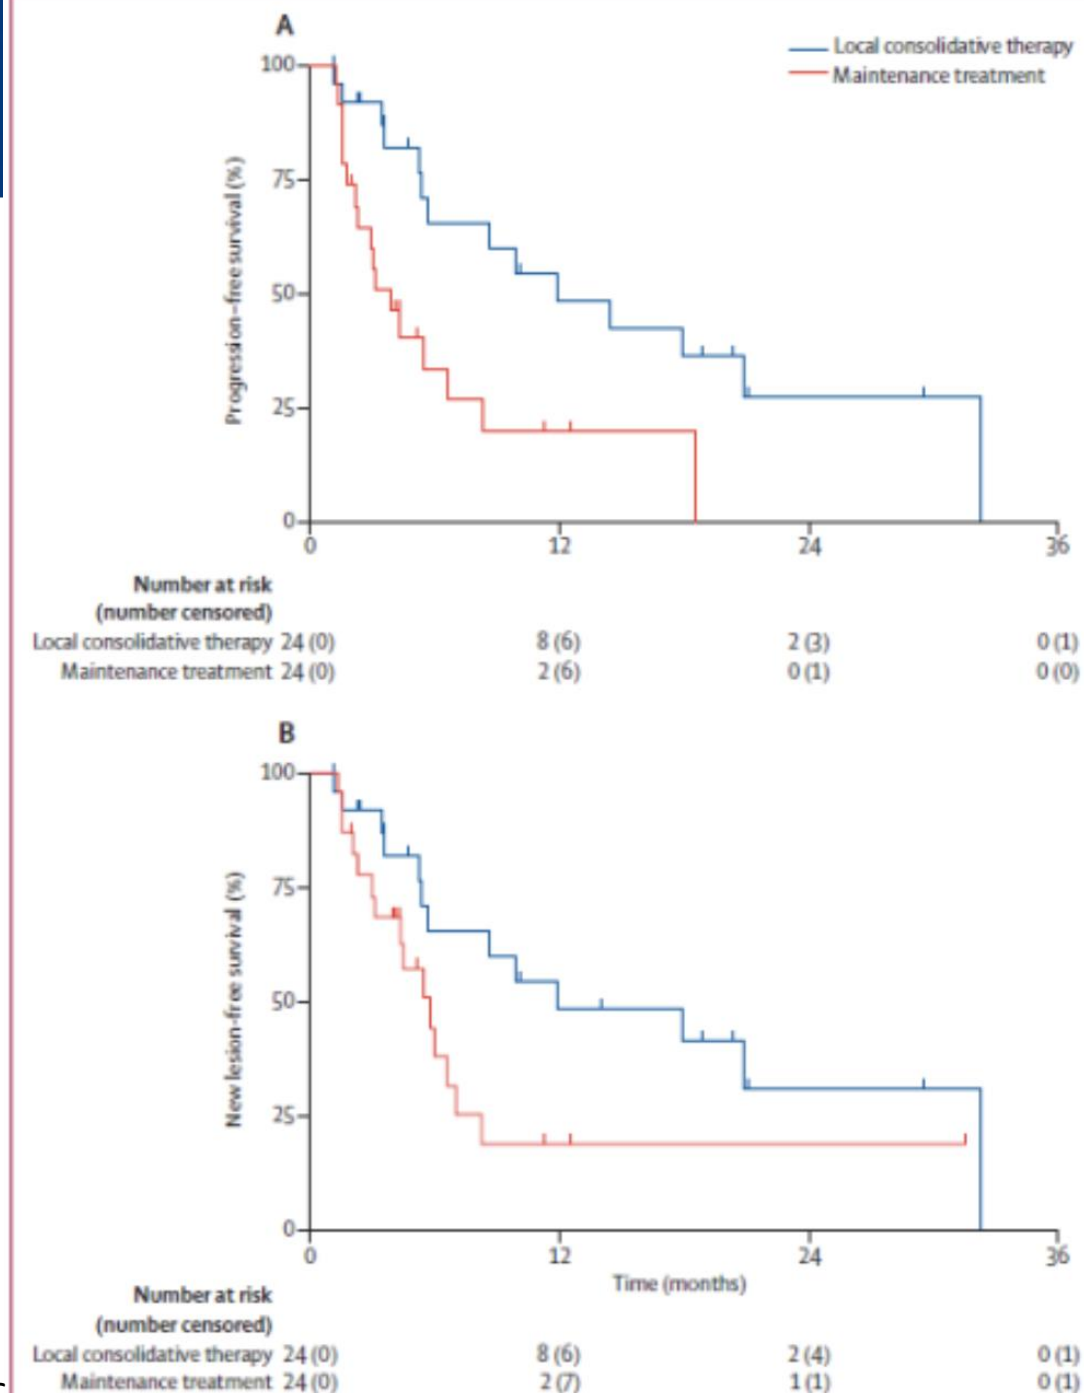 A
Local consolidative therapy
Maintenance treatment
100
75
50
25
0
Progression-free survival (%)
0 12 24 36
Number at risk
(number censored)
Local consolidative therapy 24 (0) 8 (6) 2 (3) 0 (1)
Maintenance treatment 24 (0) 2 (6) 0 (1) 0 (0)
B
100
75
50
25
0
New lesion-free survival (%)
0 12 24 36
Time (months)
Number at risk
(number censored)
Local consolidative therapy 24 (0) 8 (6) 2 (4) 0 (1)
Maintenance treatment 24 (0) 2 (7) 1 (1) 0 (1)